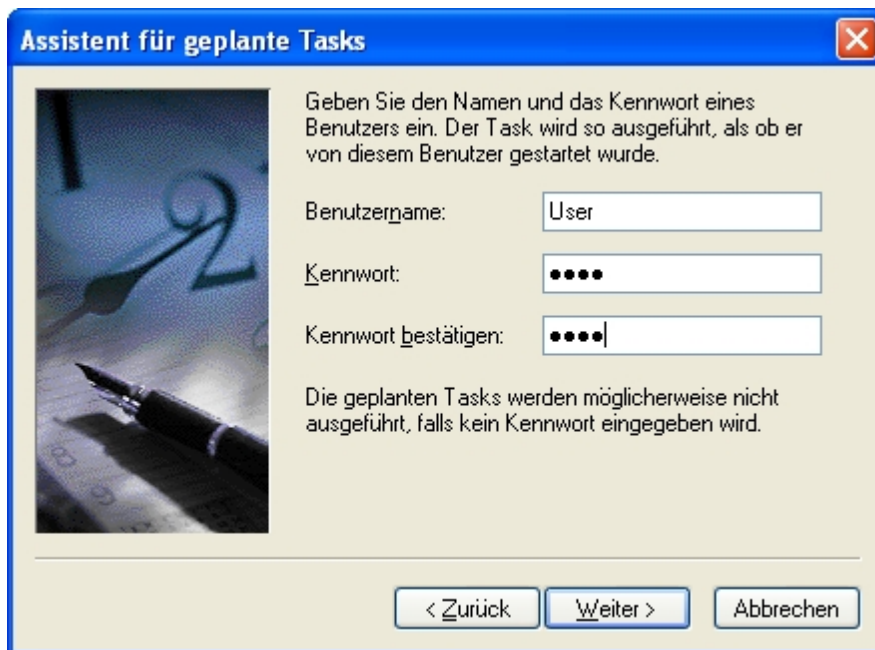 Assistent für geplante Tasks
Geben Sie den Namen und das Kennwort eines
Benutzers ein. Der Task wird so ausgeführt, als ob er
von diesem Benutzer gestartet wurde.
Benutzername: User
Kennwort: ●●●●
Kennwort bestätigen: ●●●●
Die geplanten Tasks werden möglicherweise nicht
ausgeführt, falls kein Kennwort eingegeben wird.
< Zurück Weiter > Abbrechen
2